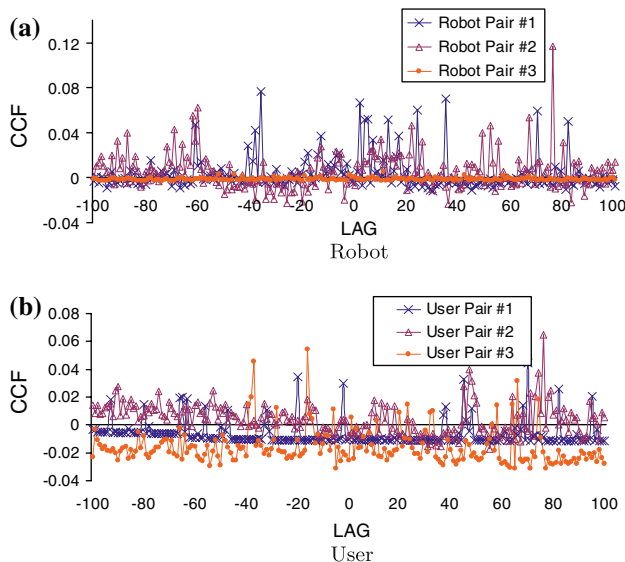 (a)
Robot Pair #1
Robot Pair #2
Robot Pair #3
0.12
0.08
0.04
0
-0.04
CCF
-100 -80 -60 -40 -20 0 20 40 60 80 100
LAG
Robot
(b)
User Pair #1
User Pair #2
User Pair #3
0.08
0.06
0.04
0.02
0
-0.02
-0.04
CCF
-100 -80 -60 -40 -20 0 20 40 60 80 100
LAG
User